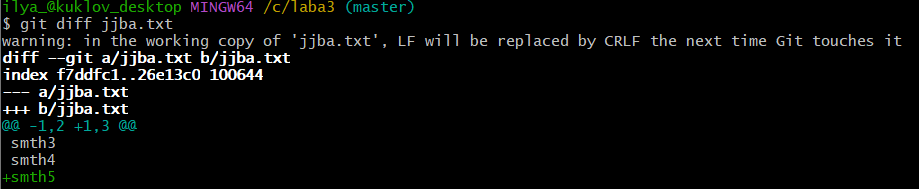 ilya_@kuklov_desktop MINGW64 /c/laba3 (master)
$ git diff jjba.txt
warning: in the working copy of 'jjba.txt', LF will be replaced by CRLF the next time Git touches it
diff --git a/jjba.txt b/jjba.txt
index f7ddfc1..26e13c0 100644
--- a/jjba.txt
+++ b/jjba.txt
@@ -1,2 +1,3 @@
 smth3
 smth4
+smth5